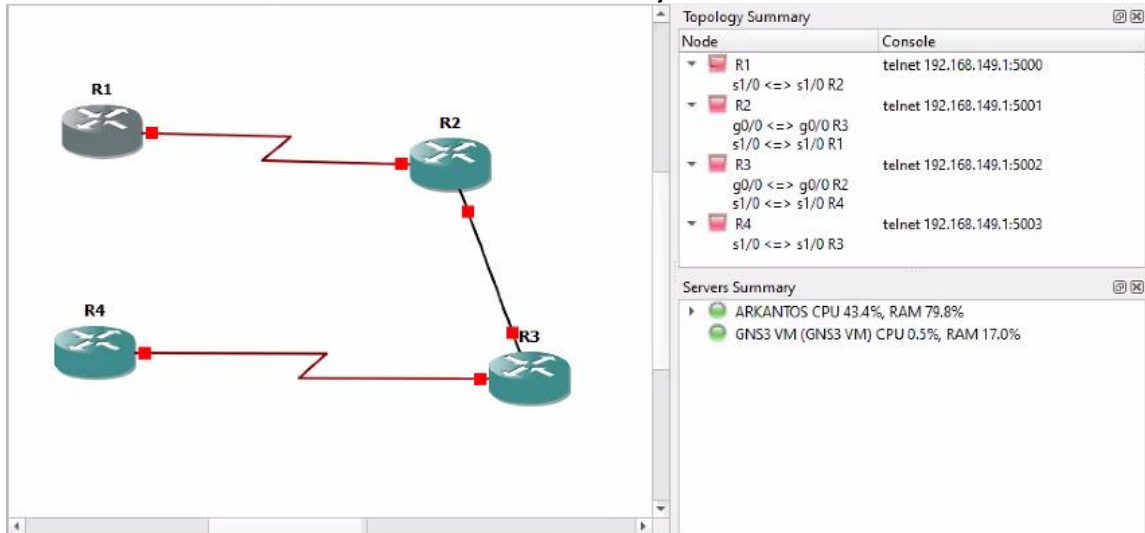 R1
R2
R4
R3
Topology Summary
Node Console
R1 telnet 192.168.149.1:5000
s1/0 <=> s1/0 R2
R2 telnet 192.168.149.1:5001
g0/0 <=> g0/0 R3
s1/0 <=> s1/0 R1
R3 telnet 192.168.149.1:5002
g0/0 <=> g0/0 R2
s1/0 <=> s1/0 R4
R4 telnet 192.168.149.1:5003
s1/0 <=> s1/0 R3
Servers Summary
ARKANTOS CPU 43.4%, RAM 79.8%
GNS3 VM (GNS3 VM) CPU 0.5%, RAM 17.0%